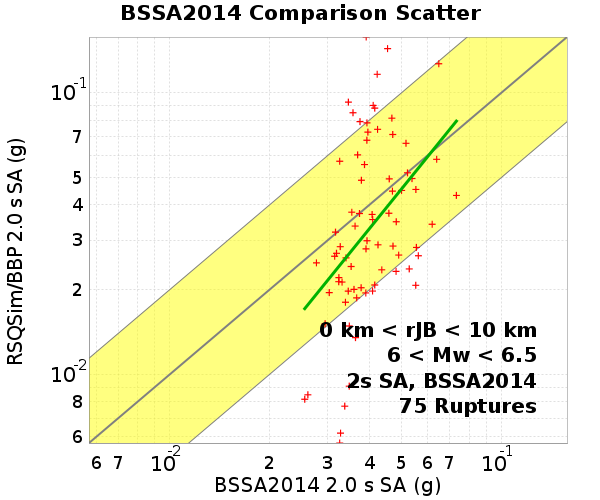 BSSA2014 Comparison Scatter
RSQSim/BBP 2.0 s SA (g)
10-1
7
5
4
3
2
10-2
8
6
0 km < rJB < 10 km
6 < Mw < 6.5
2s SA, BSSA2014
75 Ruptures
6 7 10-2 2 3 4 5 6 7 10-1
BSSA2014 2.0 s SA (g)